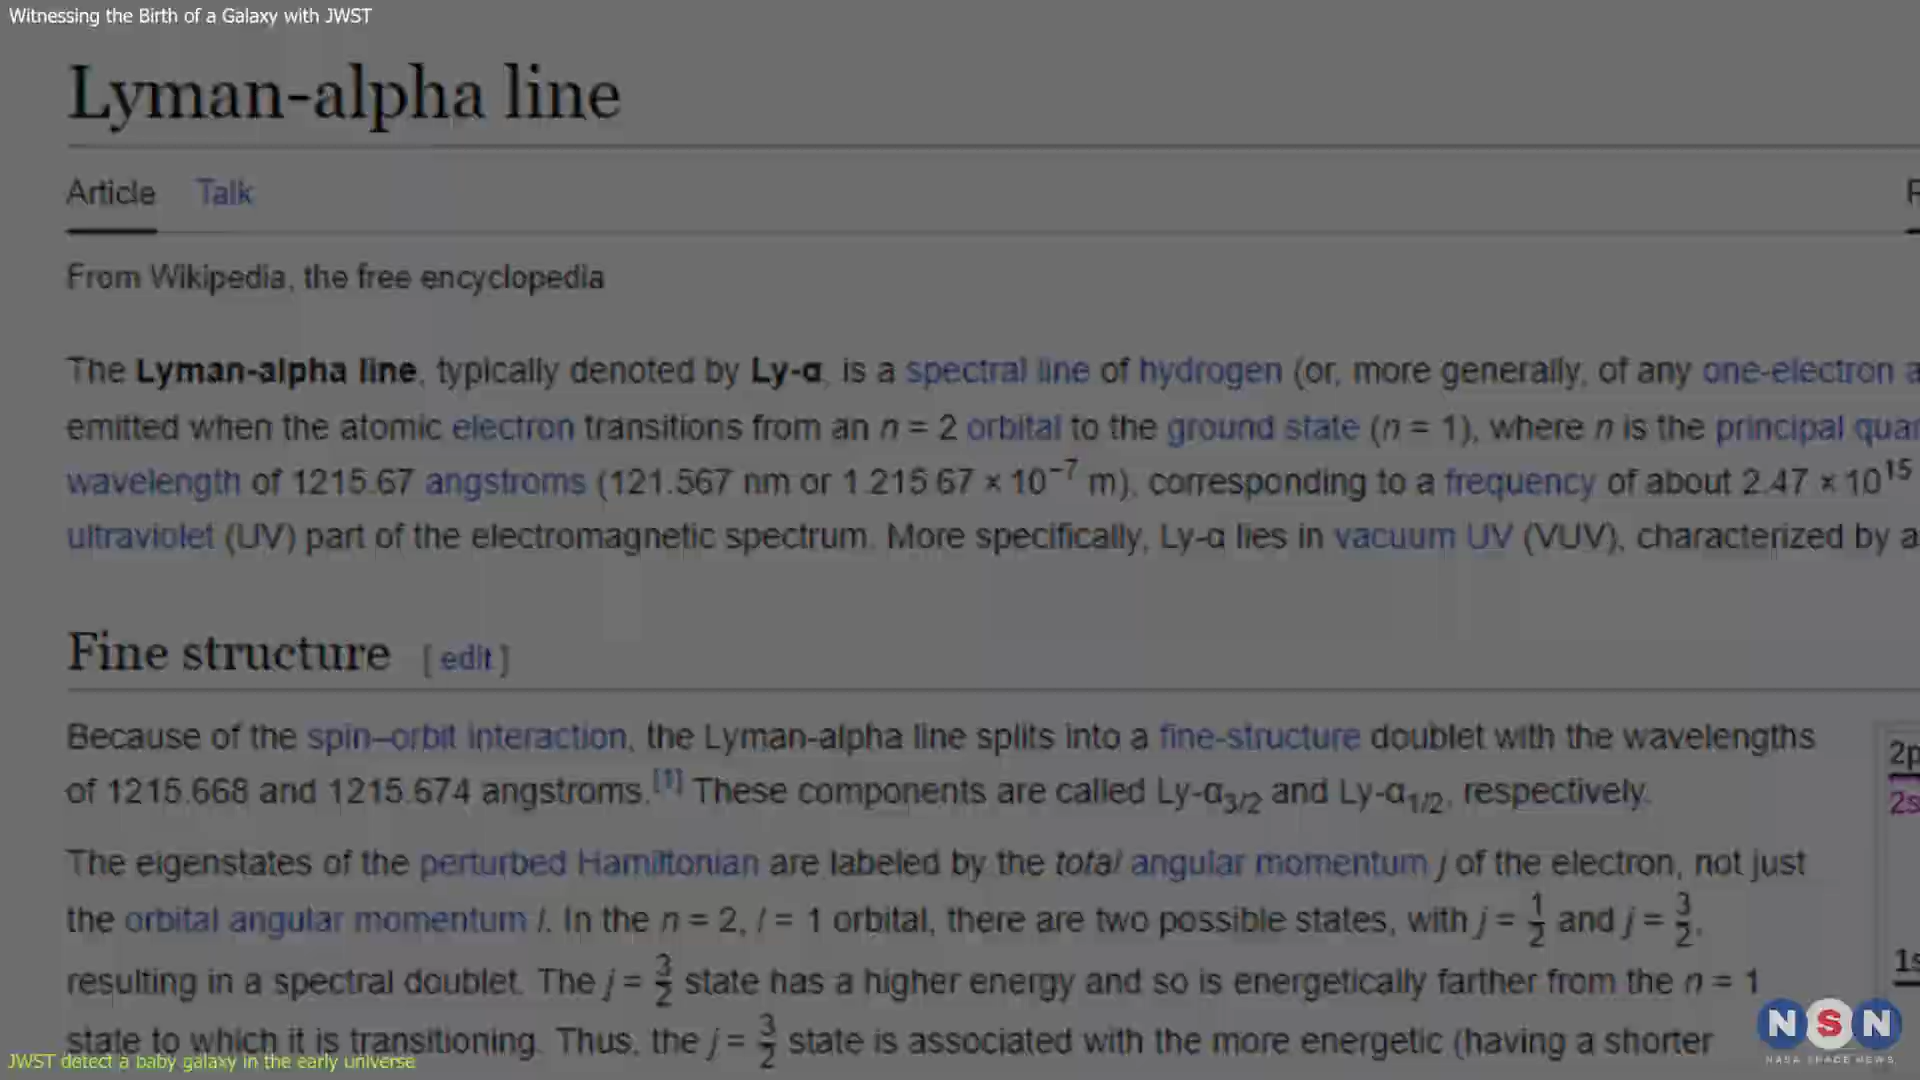 Witnessing the Birth of a Galaxy with JWST
Lyman-alpha line
Article Talk
From Wikipedia, the free encyclopedia
The Lyman-alpha line, typically denoted by Ly-α, is a spectral line of hydrogen (or, more generally, of any one-electron
emitted when the atomic electron transitions from an n = 2 orbital to the ground state (n = 1), where n is the principal
wavelength of 1215.67 angstroms (121.567 nm or 1.215 67 × 10⁻⁷ m), corresponding to a frequency of about 2.47 × 10¹⁵
ultraviolet (UV) part of the electromagnetic spectrum. More specifically, Ly-α lies in vacuum UV (VUV), characterized by a
Fine structure [ edit ]
Because of the spin–orbit interaction, the Lyman-alpha line splits into a fine-structure doublet with the wavelengths
of 1215.668 and 1215.674 angstroms.[1] These components are called Ly-α3/2 and Ly-α1/2, respectively.
The eigenstates of the perturbed Hamiltonian are labeled by the total angular momentum j of the electron, not just
the orbital angular momentum l. In the n = 2, l = 1 orbital, there are two possible states, with j = 1/2 and j = 3/2,
resulting in a spectral doublet. The j = 3/2 state has a higher energy and so is energetically farther from the n = 1
state to which it is transitioning. Thus, the j = 3/2 state is associated with the more energetic (having a shorter
2p
2s
1s
JWST detect a baby galaxy in the early universe
NSN
NASA SPACE NEWS